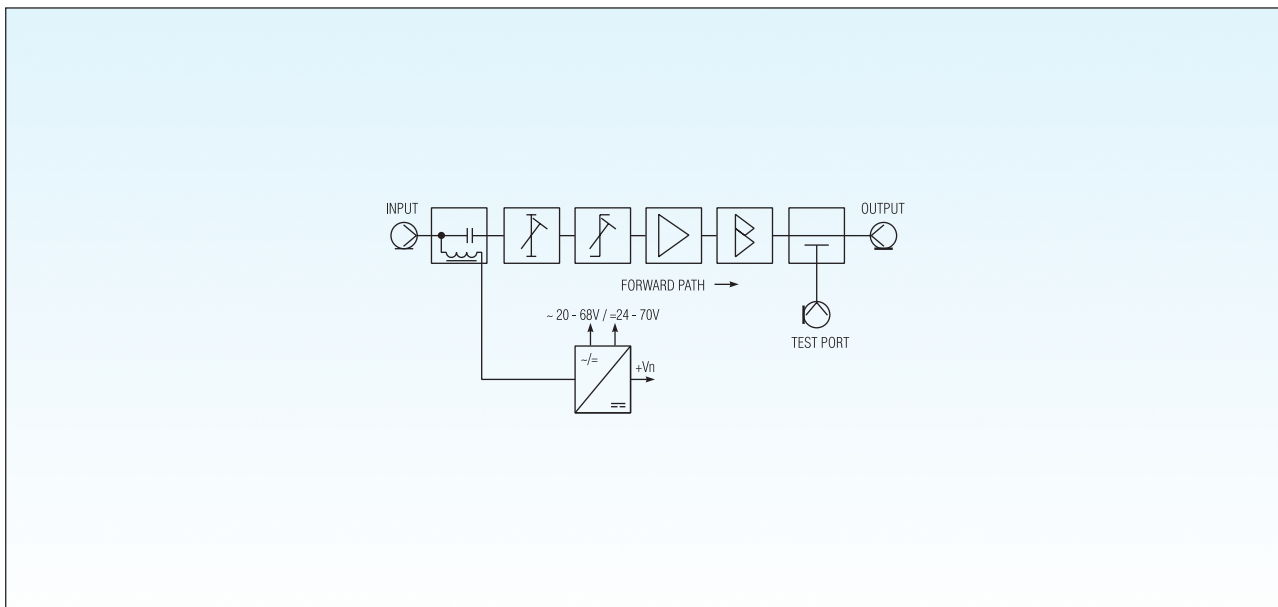 INPUT
OUTPUT
FORWARD PATH
~ 20 - 68V / =24 - 70V
TEST PORT
~/=
+Vn